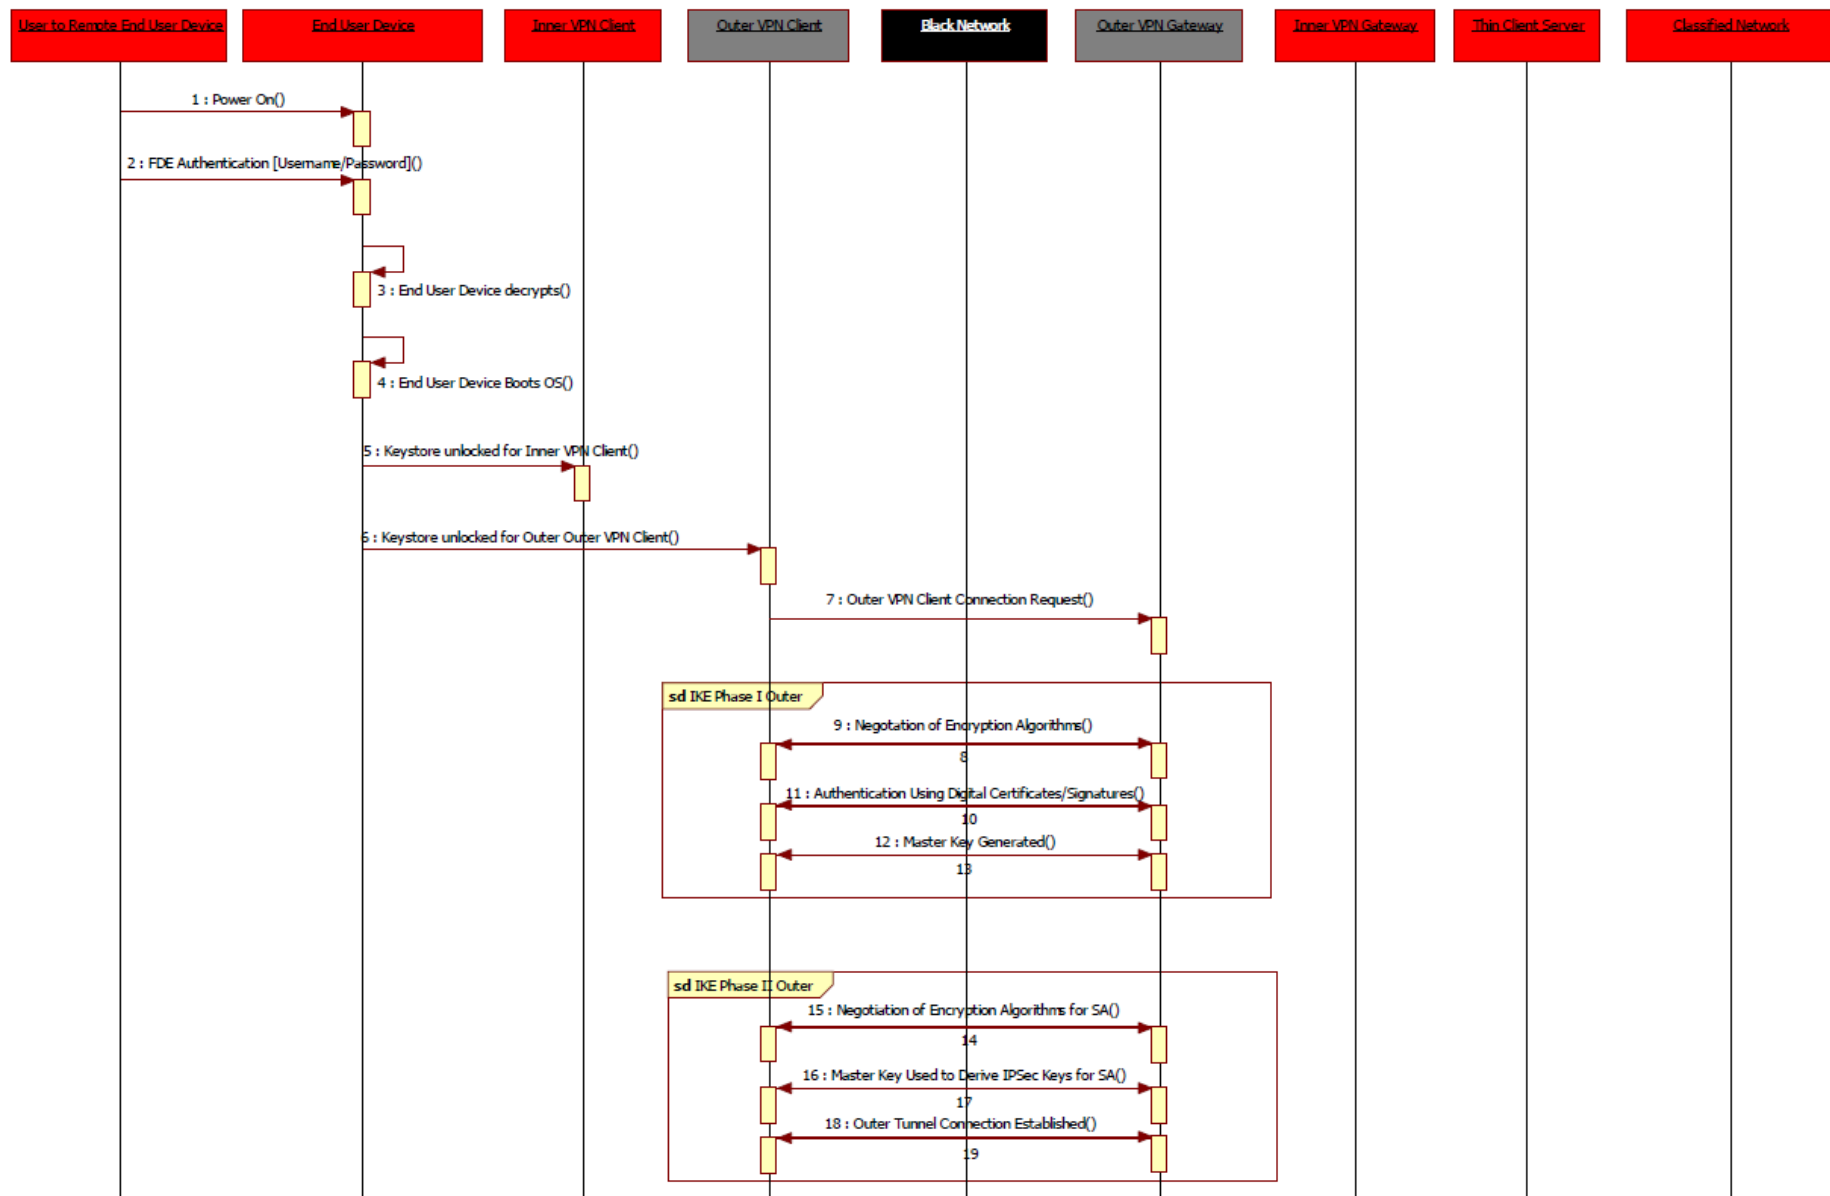 User to Remote End User Device
End User Device
Inner VPN Client
Outer VPN Client
Black Network
Outer VPN Gateway
Inner VPN Gateway
Thin Client Server
Classified Network
1 : Power On()
2 : FDE Authentication [Username/Password]()
3 : End User Device decrypts()
4 : End User Device Boots OS()
5 : Keystore unlocked for Inner VPN Client()
6 : Keystore unlocked for Outer Outer VPN Client()
7 : Outer VPN Client Connection Request()
sd IKE Phase I Outer
9 : Negotation of Encryption Algorithms()
8
11 : Authentication Using Digital Certificates/Signatures()
10
12 : Master Key Generated()
13
sd IKE Phase II Outer
15 : Negotiation of Encryption Algorithms for SA()
14
16 : Master Key Used to Derive IPSec Keys for SA()
17
18 : Outer Tunnel Connection Established()
19